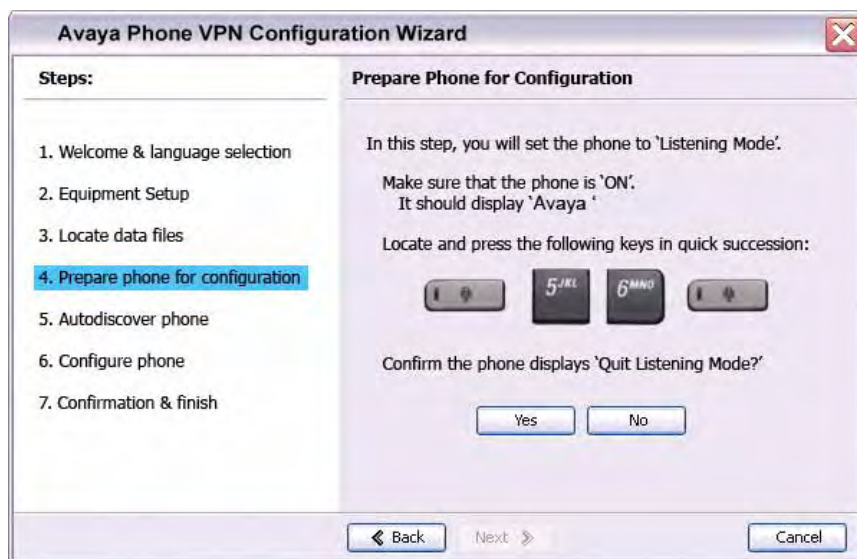 Avaya Phone VPN Configuration Wizard
Steps:
1. Welcome & language selection
2. Equipment Setup
3. Locate data files
4. Prepare phone for configuration
5. Autodiscover phone
6. Configure phone
7. Confirmation & finish
Prepare Phone for Configuration
In this step, you will set the phone to ‘Listening Mode’.
Make sure that the phone is ‘ON’.
It should display ‘Avaya ‘
Locate and press the following keys in quick succession:
5 JKL 6 MNO
Confirm the phone displays ‘Quit Listening Mode?’
Yes No
Back Next Cancel